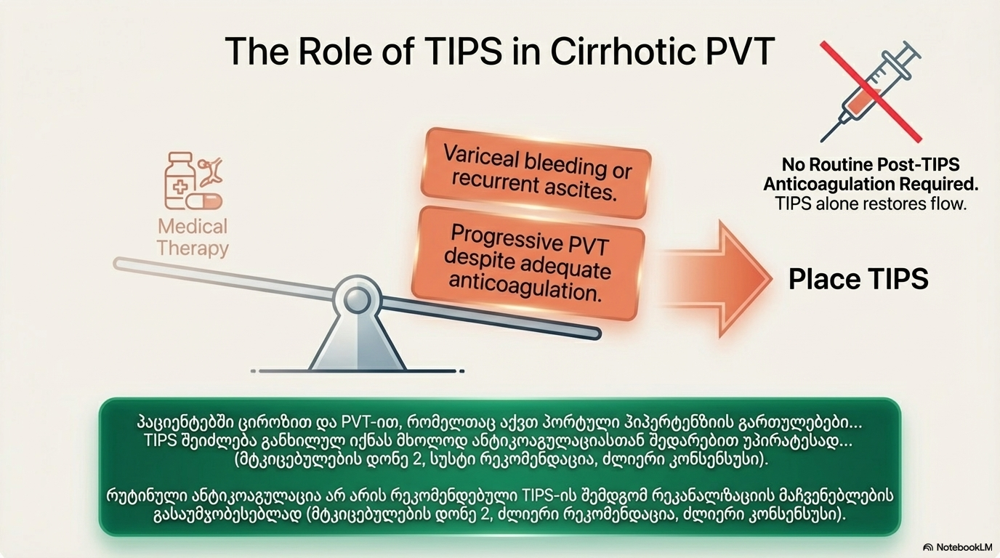 The Role of TIPS in Cirrhotic PVT
Medical
Therapy
Variceal bleeding or
recurrent ascites.
Progressive PVT
despite adequate
anticoagulation.
No Routine Post-TIPS
Anticoagulation Required.
TIPS alone restores flow.
Place TIPS
პაციენტებში ციროზით და PVT-ით, რომელთაც აქვთ პორტული ჰიპერტენზიის გართულებები...
TIPS შეიძლება განხილულ იქნას მხოლოდ ანტიკოაგულაციასთან შედარებით უპირატესად...
(მტკიცებულების დონე 2, სუსტი რეკომენდაცია, ძლიერი კონსენსუსი).
რუტინული ანტიკოაგულაცია არ არის რეკომენდებული TIPS-ის შემდგომ რეკანალიზაციის მაჩვენებლების
გასაუმჯობესებლად (მტკიცებულების დონე 2, ძლიერი რეკომენდაცია, ძლიერი კონსენსუსი).
NotebookLM